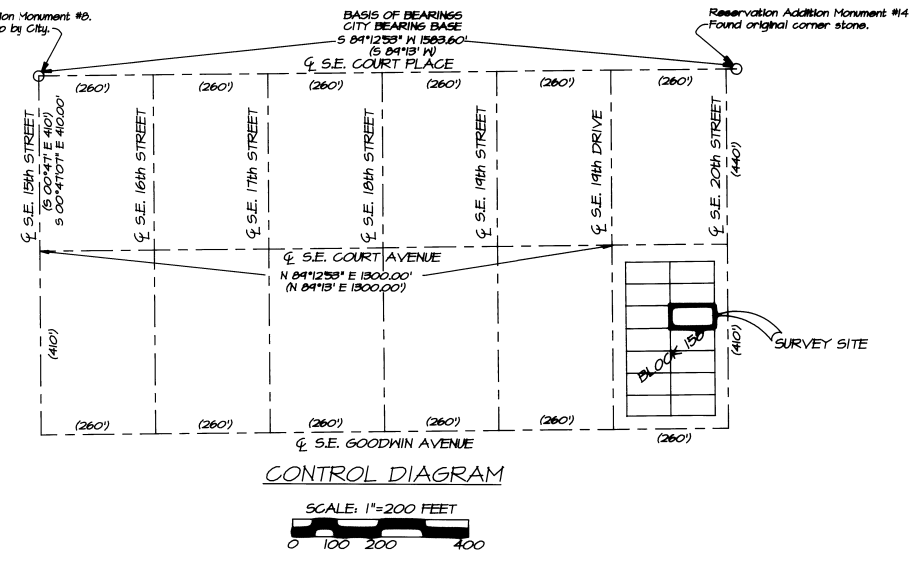 ion Monument #8.
p by City.
BASIS OF BEARINGS
CITY BEARING BASE
S 89°12'53" W 1583.60'
(S 89°13' W)
℄ S.E. COURT PLACE
Reservation Addition Monument #14
Found original corner stone.
(260')
(260')
(260')
(260')
(260')
(260')
℄ S.E. 15th STREET
(S 00°47' E 410')
S 00°47'07" E 410.00'
℄ S.E. 16th STREET
℄ S.E. 17th STREET
℄ S.E. 18th STREET
℄ S.E. 19th STREET
℄ S.E. 19th DRIVE
℄ S.E. 20th STREET
(440')
℄ S.E. COURT AVENUE
N 89°12'53" E 1300.00'
(N 89°13' E 1300.00')
(410')
BLOCK 158
(410')
SURVEY SITE
(260')
(260')
(260')
(260')
(260')
(260')
℄ S.E. GOODWIN AVENUE
CONTROL DIAGRAM
SCALE: 1"=200 FEET
0 100 200 400